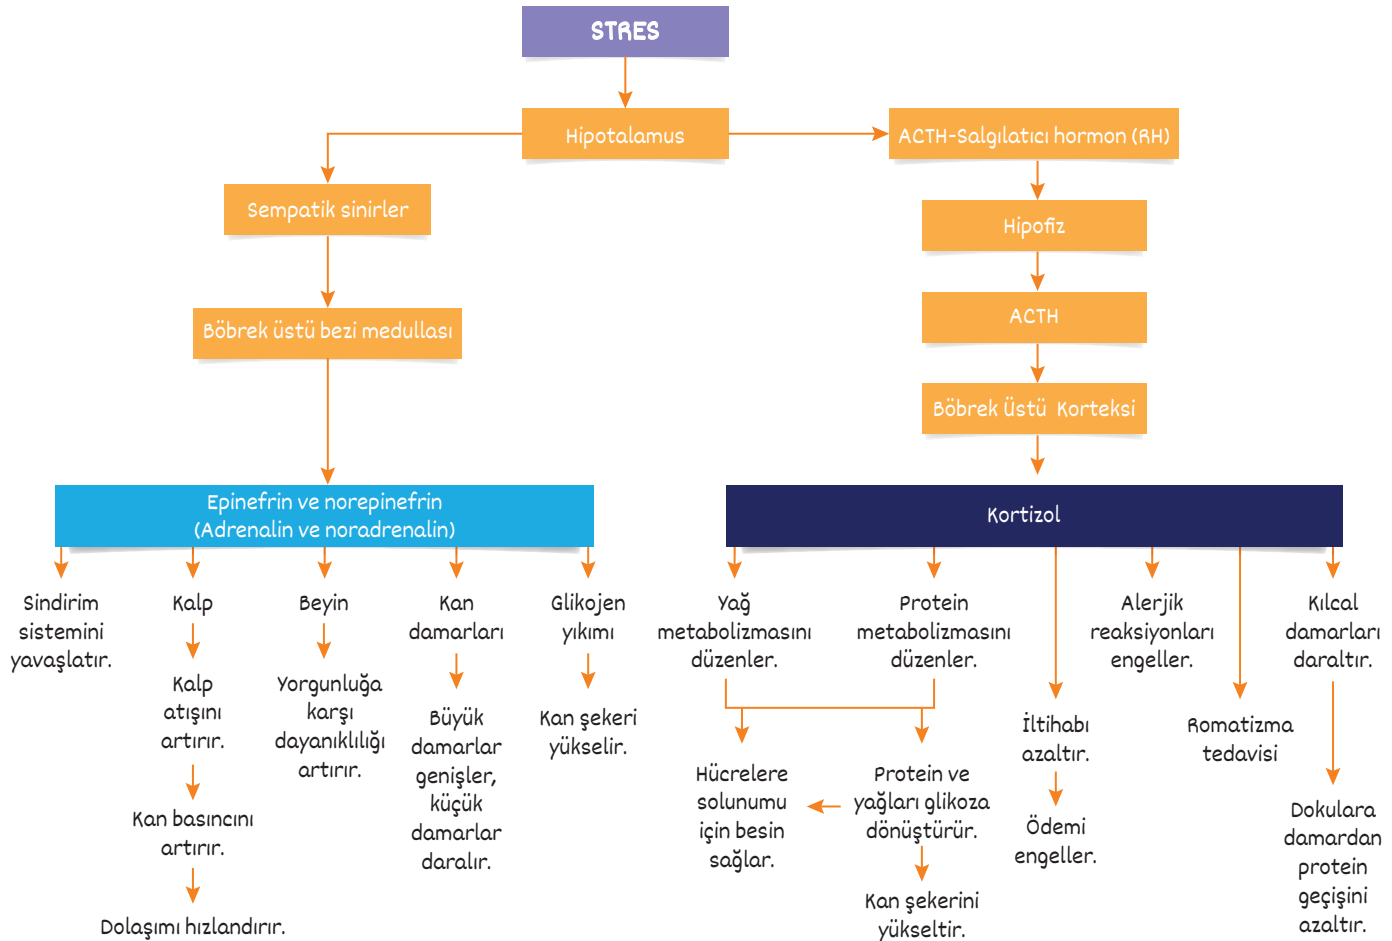 STRES
Hipotalamus
ACTH-Salgılatıcı hormon (RH)
Sempatik sinirler
Hipofiz
Böbrek üstü bezi medullası
ACTH
Böbrek Üstü Korteksi
Epinefrin ve norepinefrin
(Adrenalin ve noradrenalin)
Kortizol
Sindirim
sistemini
yavaşlatır.
Kalp
Kalp
atışını
artırır.
Kan basıncını
artırır.
Dolaşımı hızlandırır.
Beyin
Yorgunluğa
karşı
dayanıklılığı
artırır.
Kan
damarları
Büyük
damarlar
genişler,
küçük
damarlar
daralır.
Glikojen
yıkımı
Kan şekeri
yükselir.
Yağ
metabolizmasını
düzenler.
Protein
metabolizmasını
düzenler.
Hücrelere
solunumu
için besin
sağlar.
Protein ve
yağları glikoza
dönüştürür.
Kan şekerini
yükseltir.
İltihabı
azaltır.
Ödemi
engeller.
Alerjik
reaksiyonları
engeller.
Romatizma
tedavisi
Kılcal
damarları
daraltır.
Dokulara
damardan
protein
geçişini
azaltır.